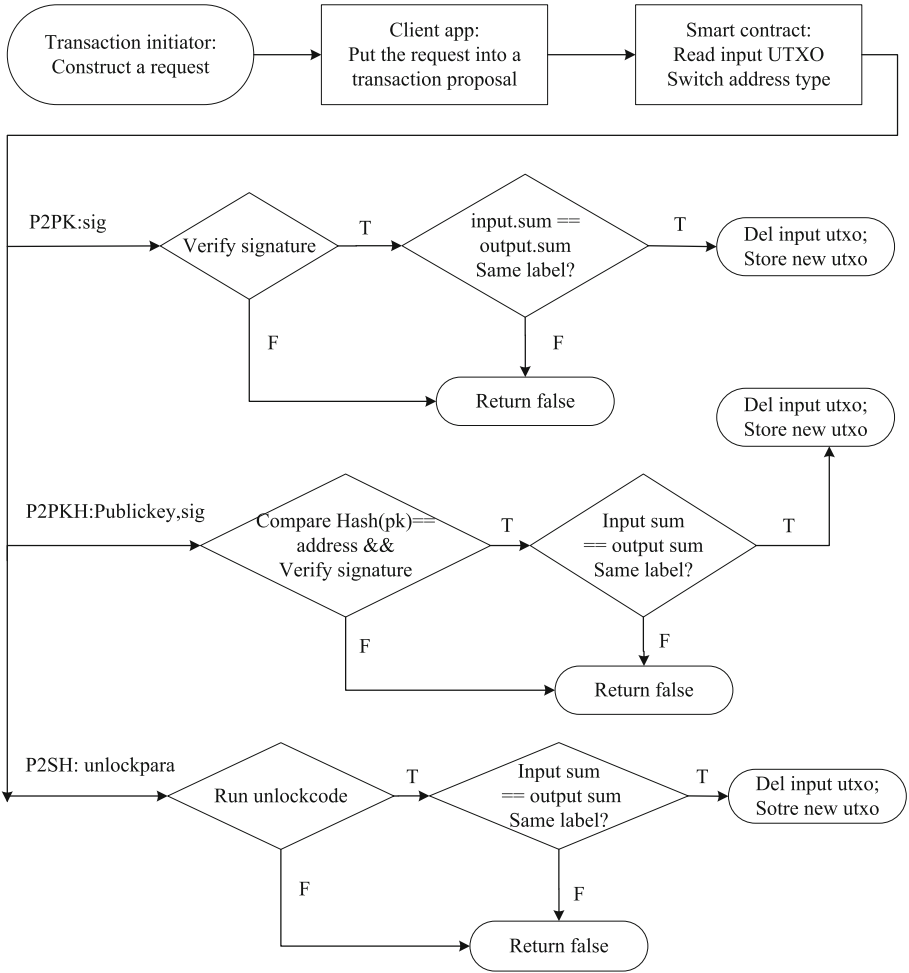 Transaction initiator:
Construct a request
Client app:
Put the request into a
transaction proposal
Smart contract:
Read input UTXO
Switch address type
P2PK:sig
Verify signature
T
input.sum ==
output.sum
Same label?
T
Del input utxo;
Store new utxo
F
F
Return false
Del input utxo;
Store new utxo
P2PKH:Publickey,sig
Compare Hash(pk)==
address &&
Verify signature
T
Input sum
== output sum
Same label?
T
F
F
Return false
P2SH: unlockpara
Run unlockcode
T
Input sum
== output sum
Same label?
T
Del input utxo;
Sotre new utxo
F
F
Return false